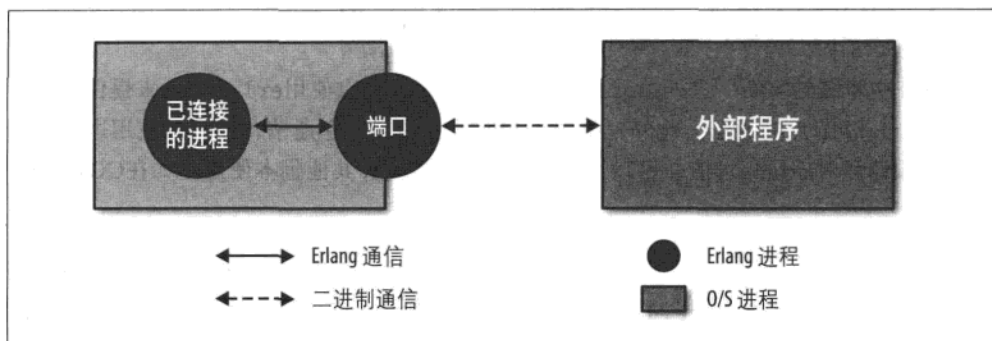 已连接
的进程
端口
外部程序
Erlang 通信
Erlang 进程
二进制通信
O/S 进程